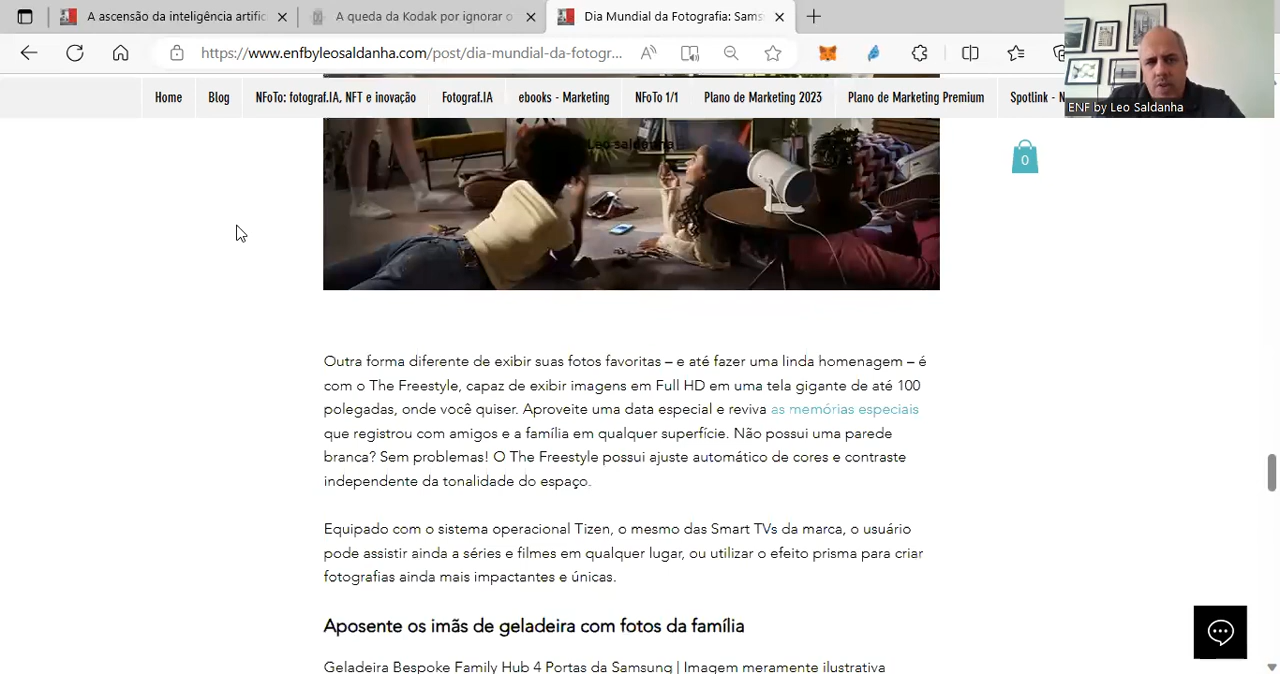 A ascensão da inteligência artific
A queda da Kodak por ignorar o
Dia Mundial da Fotografia: Sams
https://www.enfbyleosaldanha.com/post/dia-mundial-da-fotogr...
Home
Blog
NFoTo: fotograf.IA, NFT e inovação
Fotograf.IA
ebooks - Marketing
NFoTo 1/1
Plano de Marketing 2023
Plano de Marketing Premium
Spotlink - N
ENF by Leo Saldanha
0
Leo saldanha
Outra forma diferente de exibir suas fotos favoritas – e até fazer uma linda homenagem – é
com o The Freestyle, capaz de exibir imagens em Full HD em uma tela gigante de até 100
polegadas, onde você quiser. Aproveite uma data especial e reviva as memórias especiais
que registrou com amigos e a família em qualquer superfície. Não possui uma parede
branca? Sem problemas! O The Freestyle possui ajuste automático de cores e contraste
independente da tonalidade do espaço.
Equipado com o sistema operacional Tizen, o mesmo das Smart TVs da marca, o usuário
pode assistir ainda a séries e filmes em qualquer lugar, ou utilizar o efeito prisma para criar
fotografias ainda mais impactantes e únicas.
Aposente os imãs de geladeira com fotos da família
Geladeira Bespoke Family Hub 4 Portas da Samsung | Imagem meramente ilustrativa